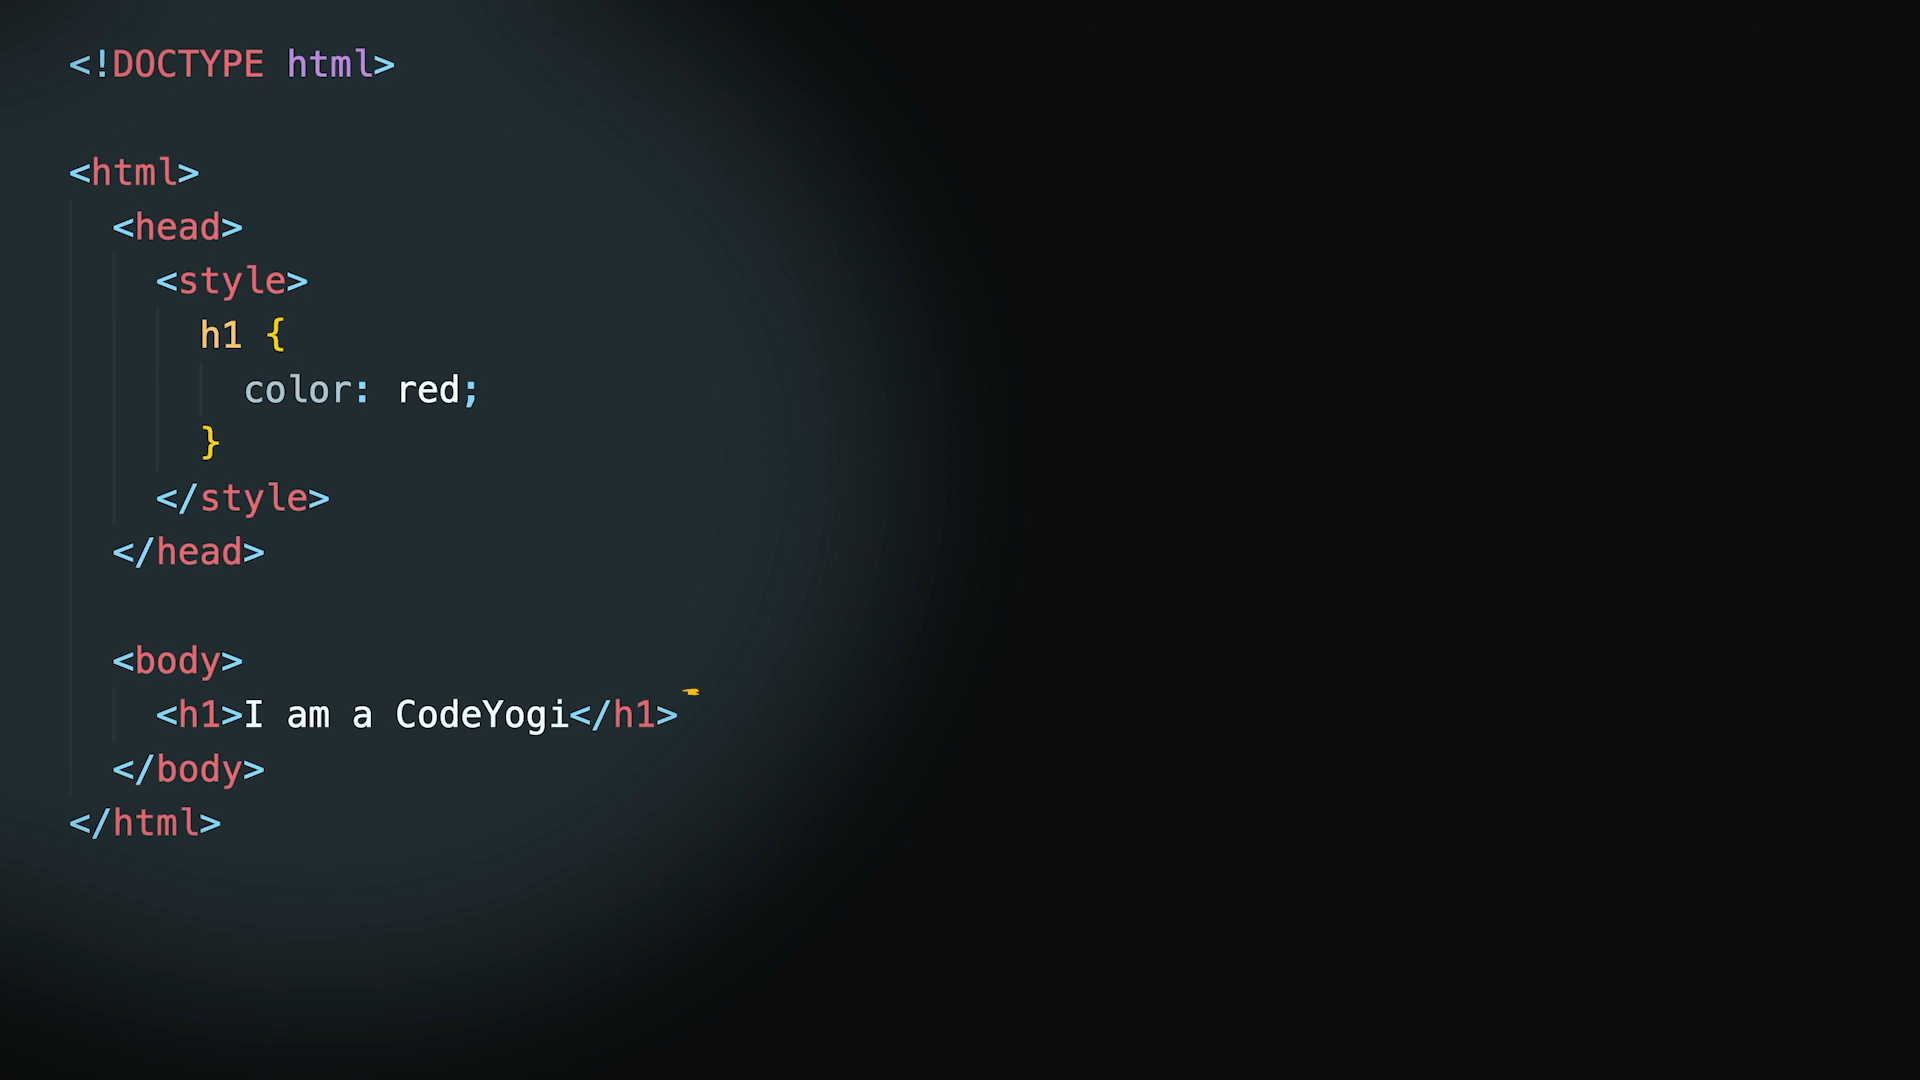 <!DOCTYPE html>
<html>
<head>
<style>
h1 {
color: red;
}
</style>
</head>
<body>
<h1>I am a CodeYogi</h1>
</body>
</html>